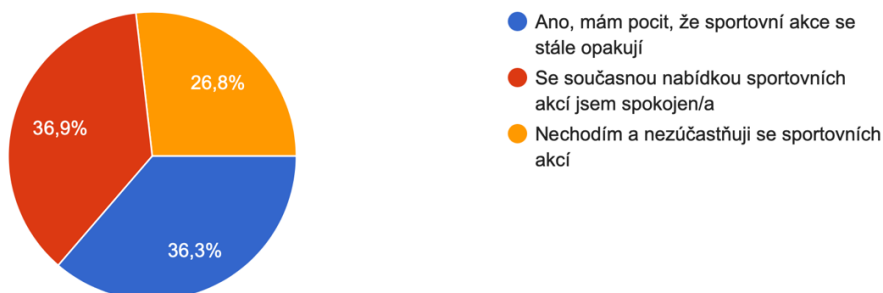 26,8%
36,9%
36,3%
Ano, mám pocit, že sportovní akce se
stále opakují
Se současnou nabídkou sportovních
akcí jsem spokojen/a
Nechodím a nezúčastňuji se sportovních
akcí